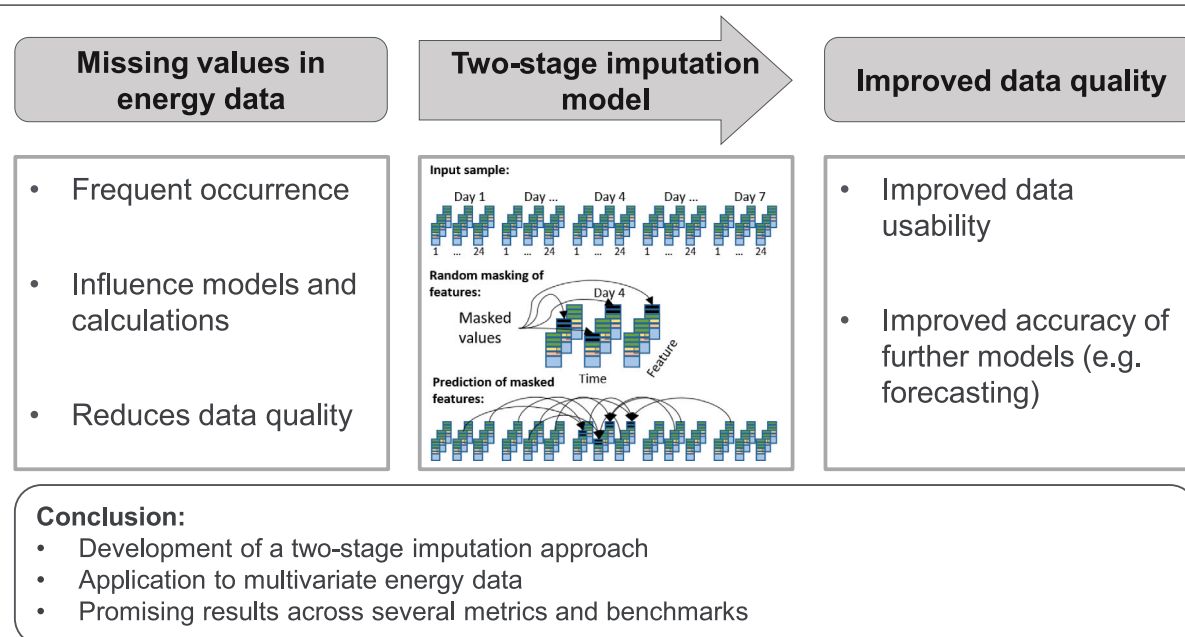 Missing values in
energy data
Two-stage imputation
model
Improved data quality
• Frequent occurrence
• Influence models and
calculations
• Reduces data quality
Input sample:
Day 1 Day ... Day 4 Day ... Day 7
1 ... 24 1 ... 24 1 ... 24 1 ... 24 1 ... 24
Random masking of
features:
Day 4
Masked
values
Feature
Time
Prediction of masked
features:
• Improved data
usability
• Improved accuracy of
further models (e.g.
forecasting)
Conclusion:
• Development of a two-stage imputation approach
• Application to multivariate energy data
• Promising results across several metrics and benchmarks